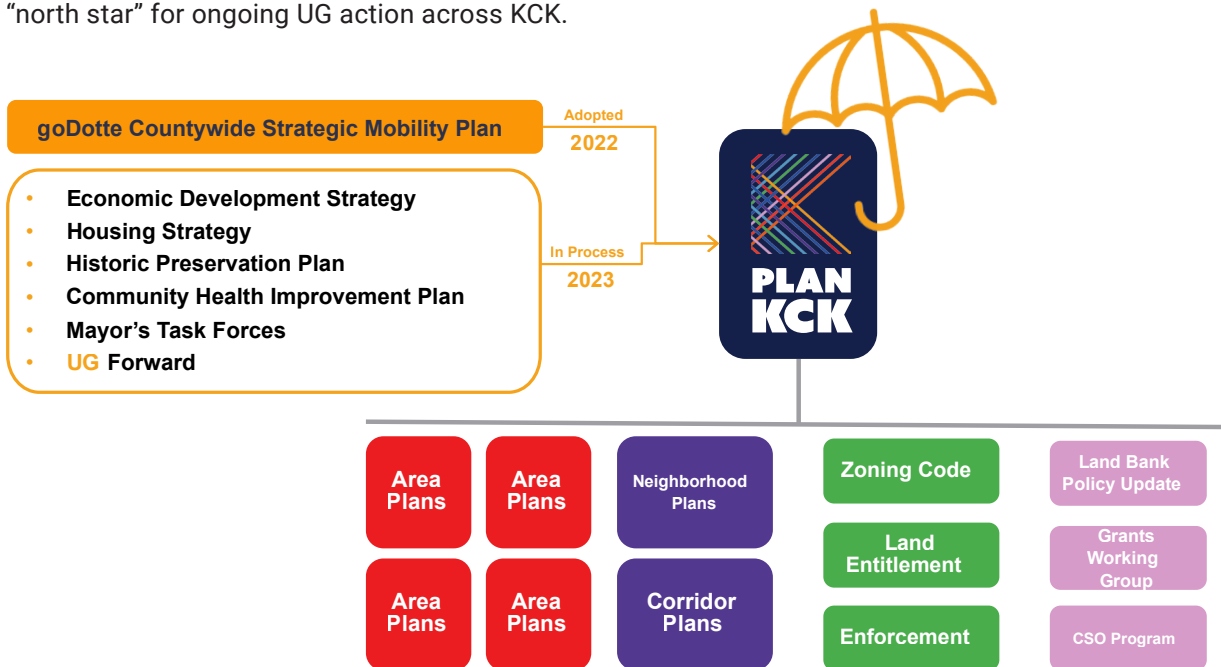 “north star” for ongoing UG action across KCK.
goDotte Countywide Strategic Mobility Plan
Adopted
2022
• Economic Development Strategy
• Housing Strategy
• Historic Preservation Plan
• Community Health Improvement Plan
• Mayor’s Task Forces
• UG Forward
In Process
2023
PLAN
KCK
Area
Plans
Area
Plans
Neighborhood
Plans
Zoning Code
Land Bank
Policy Update
Land
Entitlement
Grants
Working
Group
Area
Plans
Area
Plans
Corridor
Plans
Enforcement
CSO Program